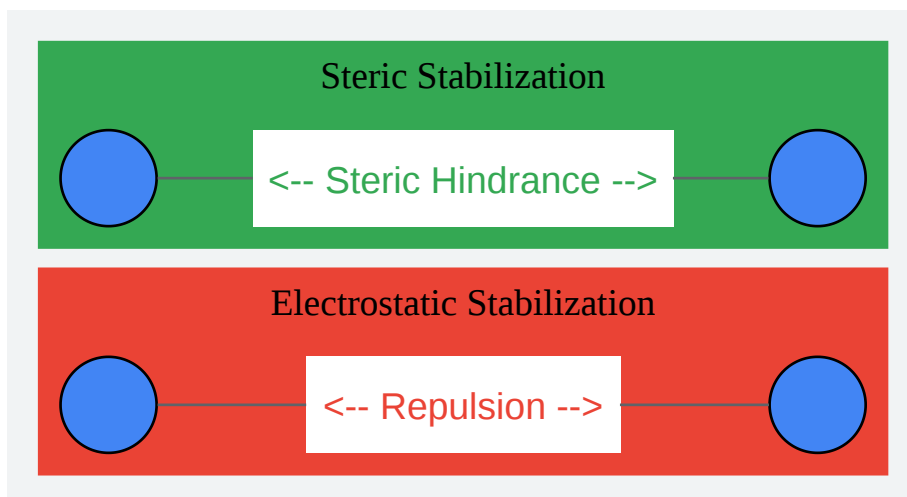 Steric Stabilization
<-- Steric Hindrance -->
Electrostatic Stabilization
<-- Repulsion -->